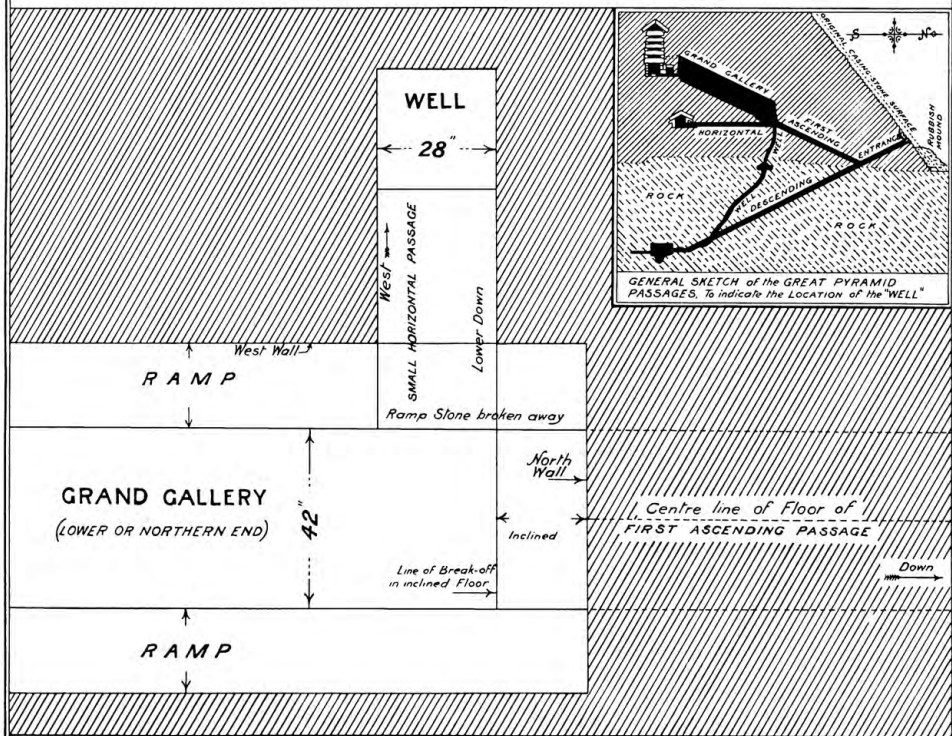 WELL
28"
West
SMALL HORIZONTAL PASSAGE
Lower Down
West Wall
RAMP
Ramp Stone broken away
GRAND GALLERY
(LOWER OR NORTHERN END)
42"
North
Wall
Inclined
Line of Break-off
in inclined Floor
Centre line of Floor of
FIRST ASCENDING PASSAGE
Down
RAMP
S N
ORIGINAL CASING-STONE SURFACE
RUBBISH
MOUND
GRAND GALLERY
HORIZONTAL
FIRST
ASCENDING
ENTRANCE
WELL
WELL
DESCENDING
ROCK
ROCK
GENERAL SKETCH of the GREAT PYRAMID
PASSAGES, To indicate the LOCATION of the "WELL"